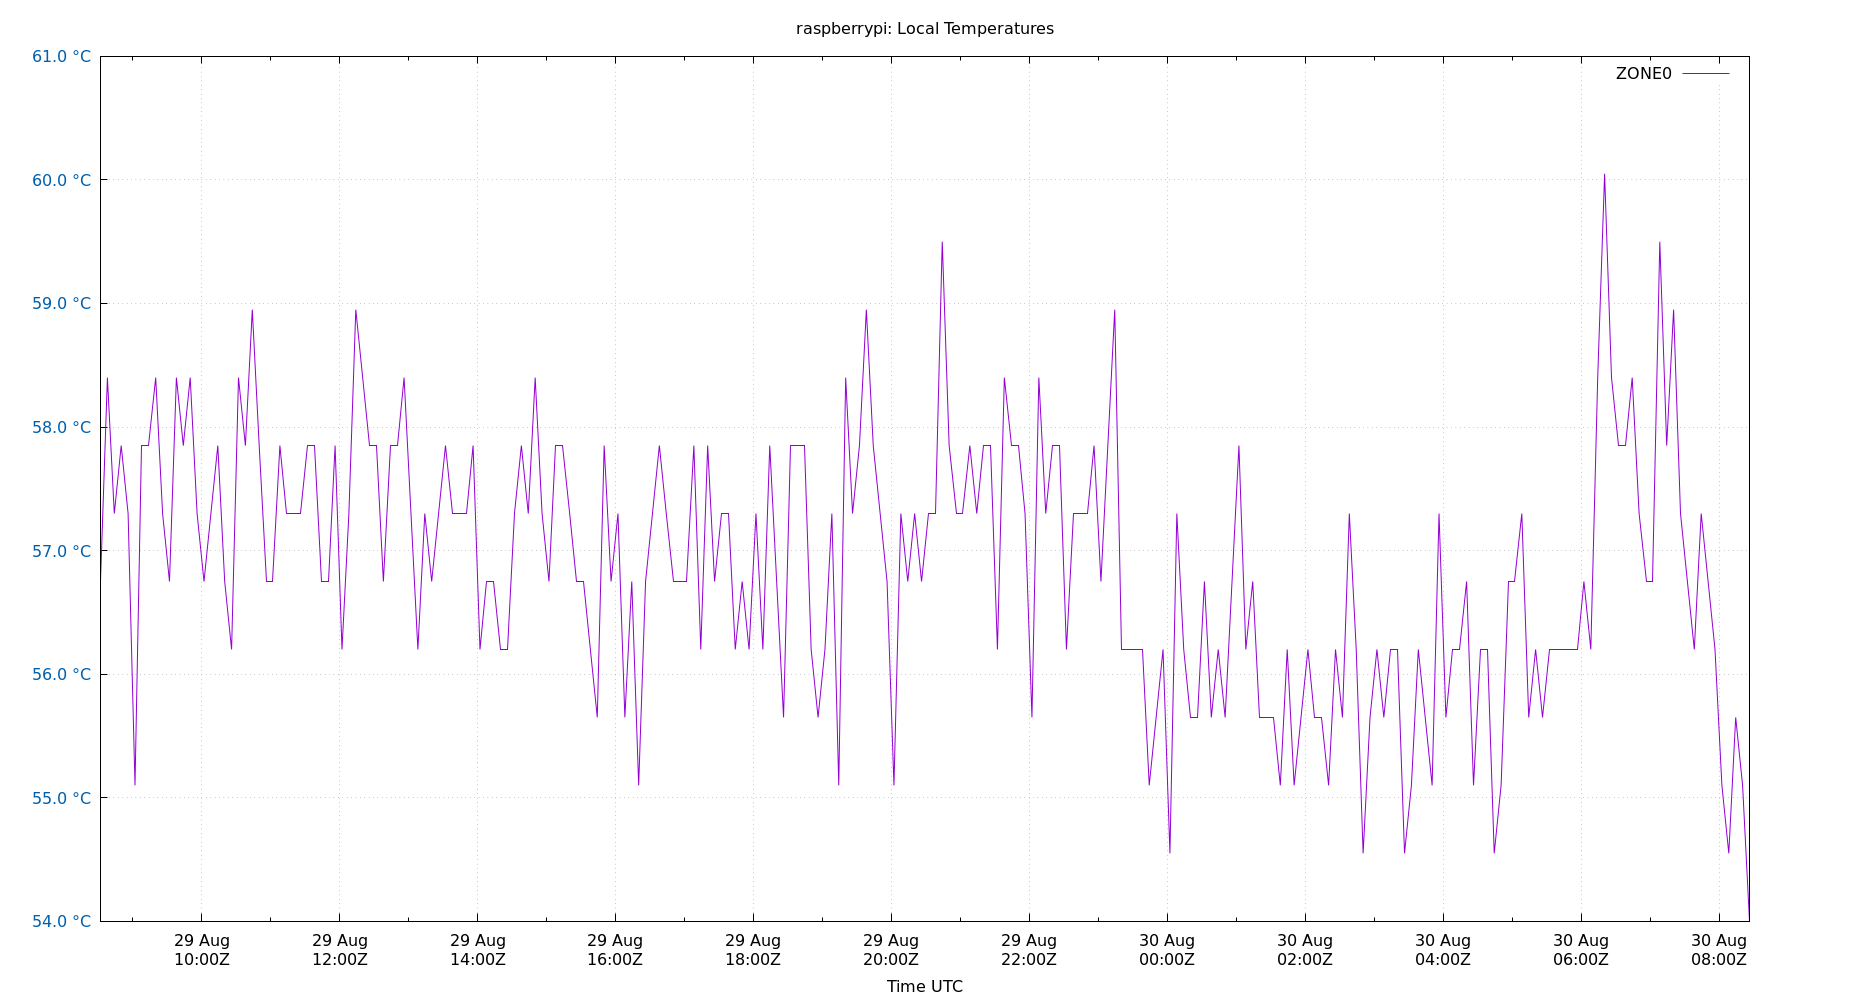 raspberrypi: Local Temperatures
61.0 °C
60.0 °C
59.0 °C
58.0 °C
57.0 °C
56.0 °C
55.0 °C
54.0 °C
ZONE0
29 Aug
10:00Z
29 Aug
12:00Z
29 Aug
14:00Z
29 Aug
16:00Z
29 Aug
18:00Z
29 Aug
20:00Z
29 Aug
22:00Z
30 Aug
00:00Z
30 Aug
02:00Z
30 Aug
04:00Z
30 Aug
06:00Z
30 Aug
08:00Z
Time UTC